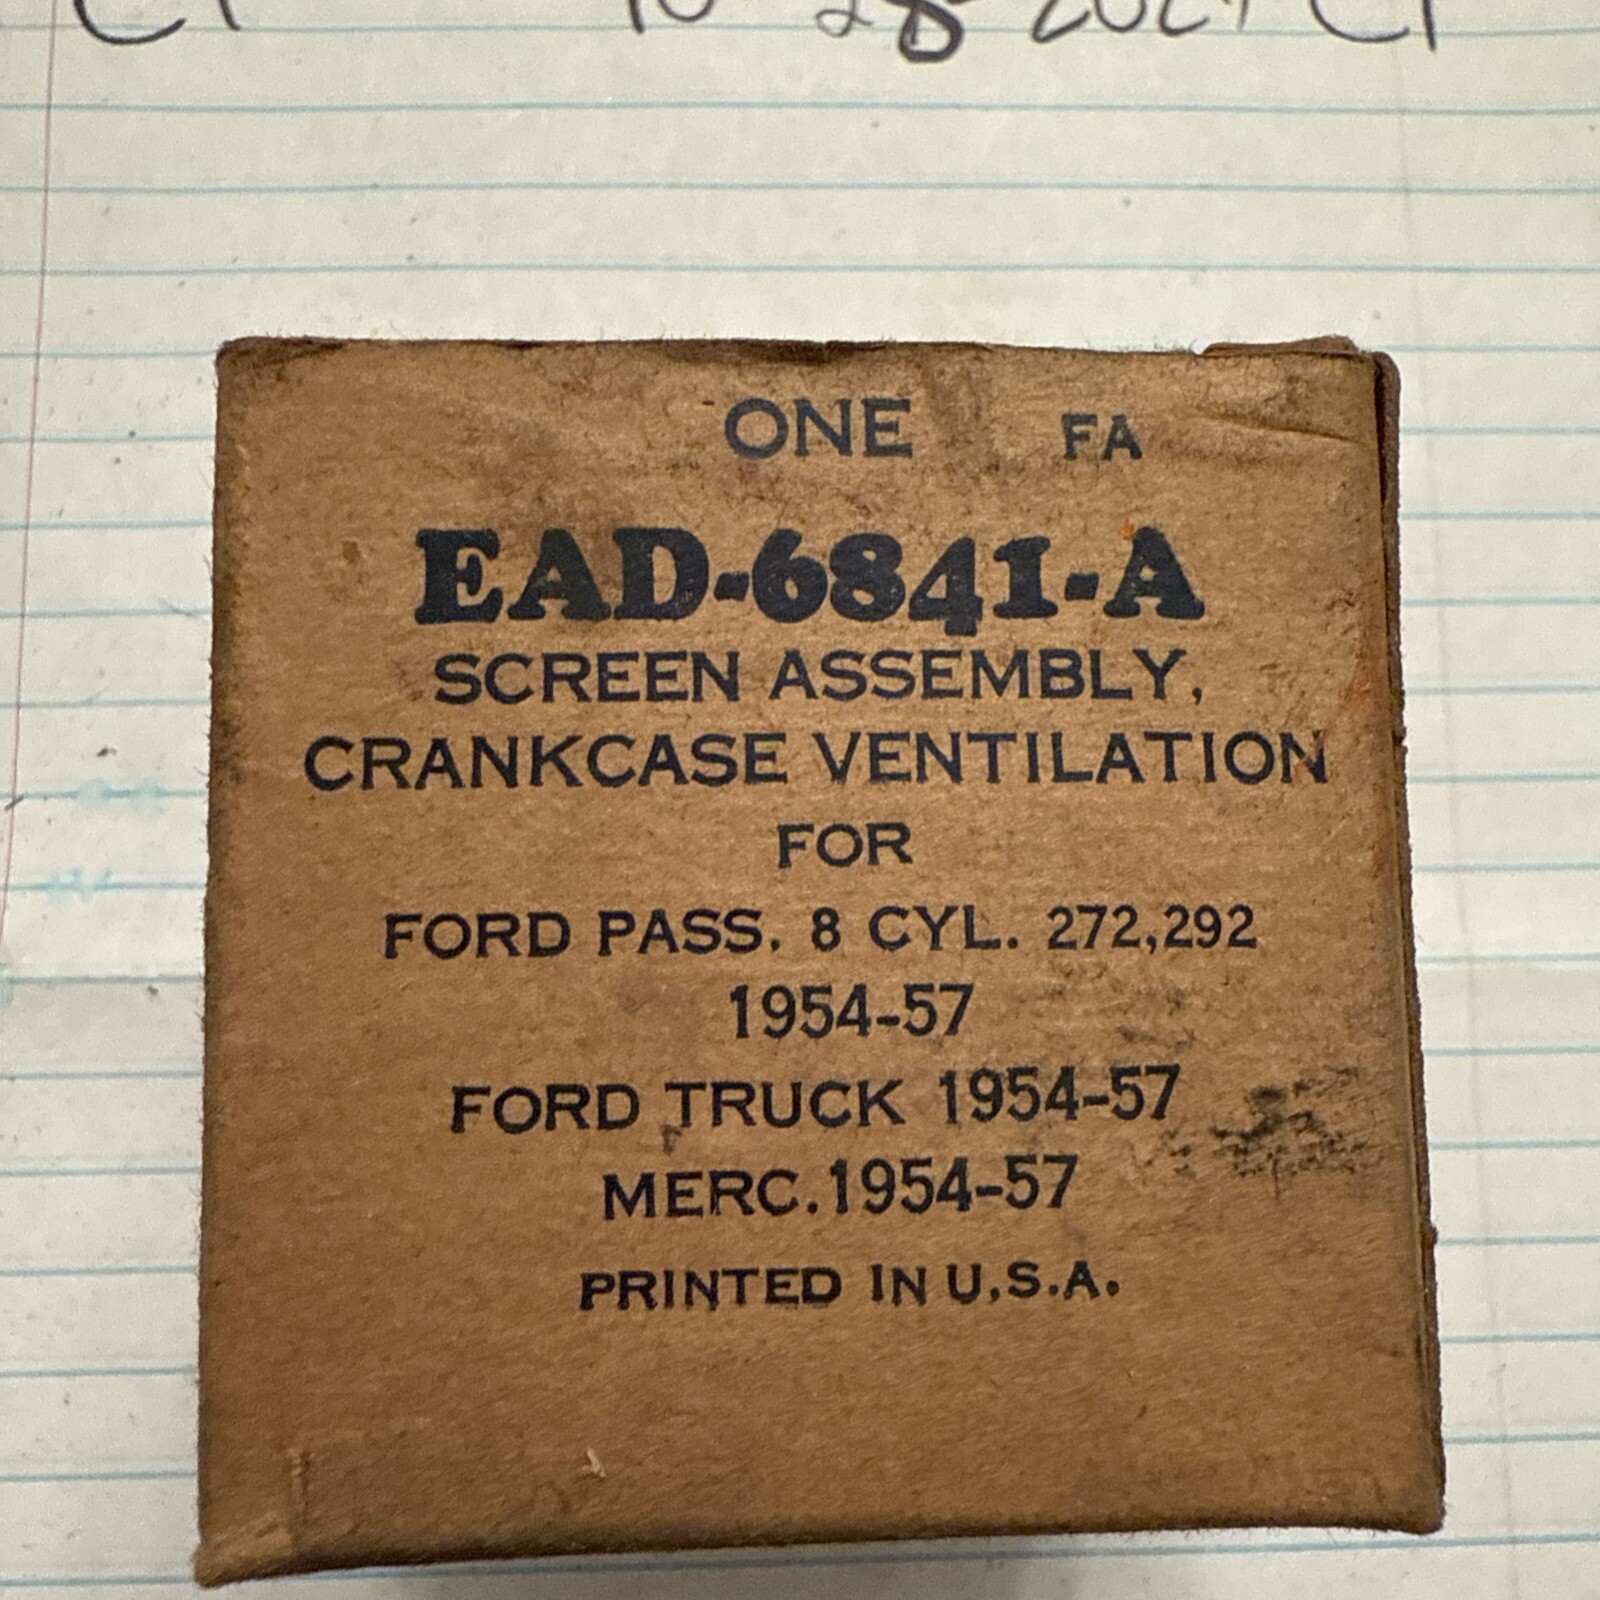 ONE FA
EAD-6841-A
SCREEN ASSEMBLY,
CRANKCASE VENTILATION
FOR
FORD PASS. 8 CYL. 272,292
1954-57
FORD TRUCK 1954-57
MERC.1954-57
PRINTED IN U.S.A.